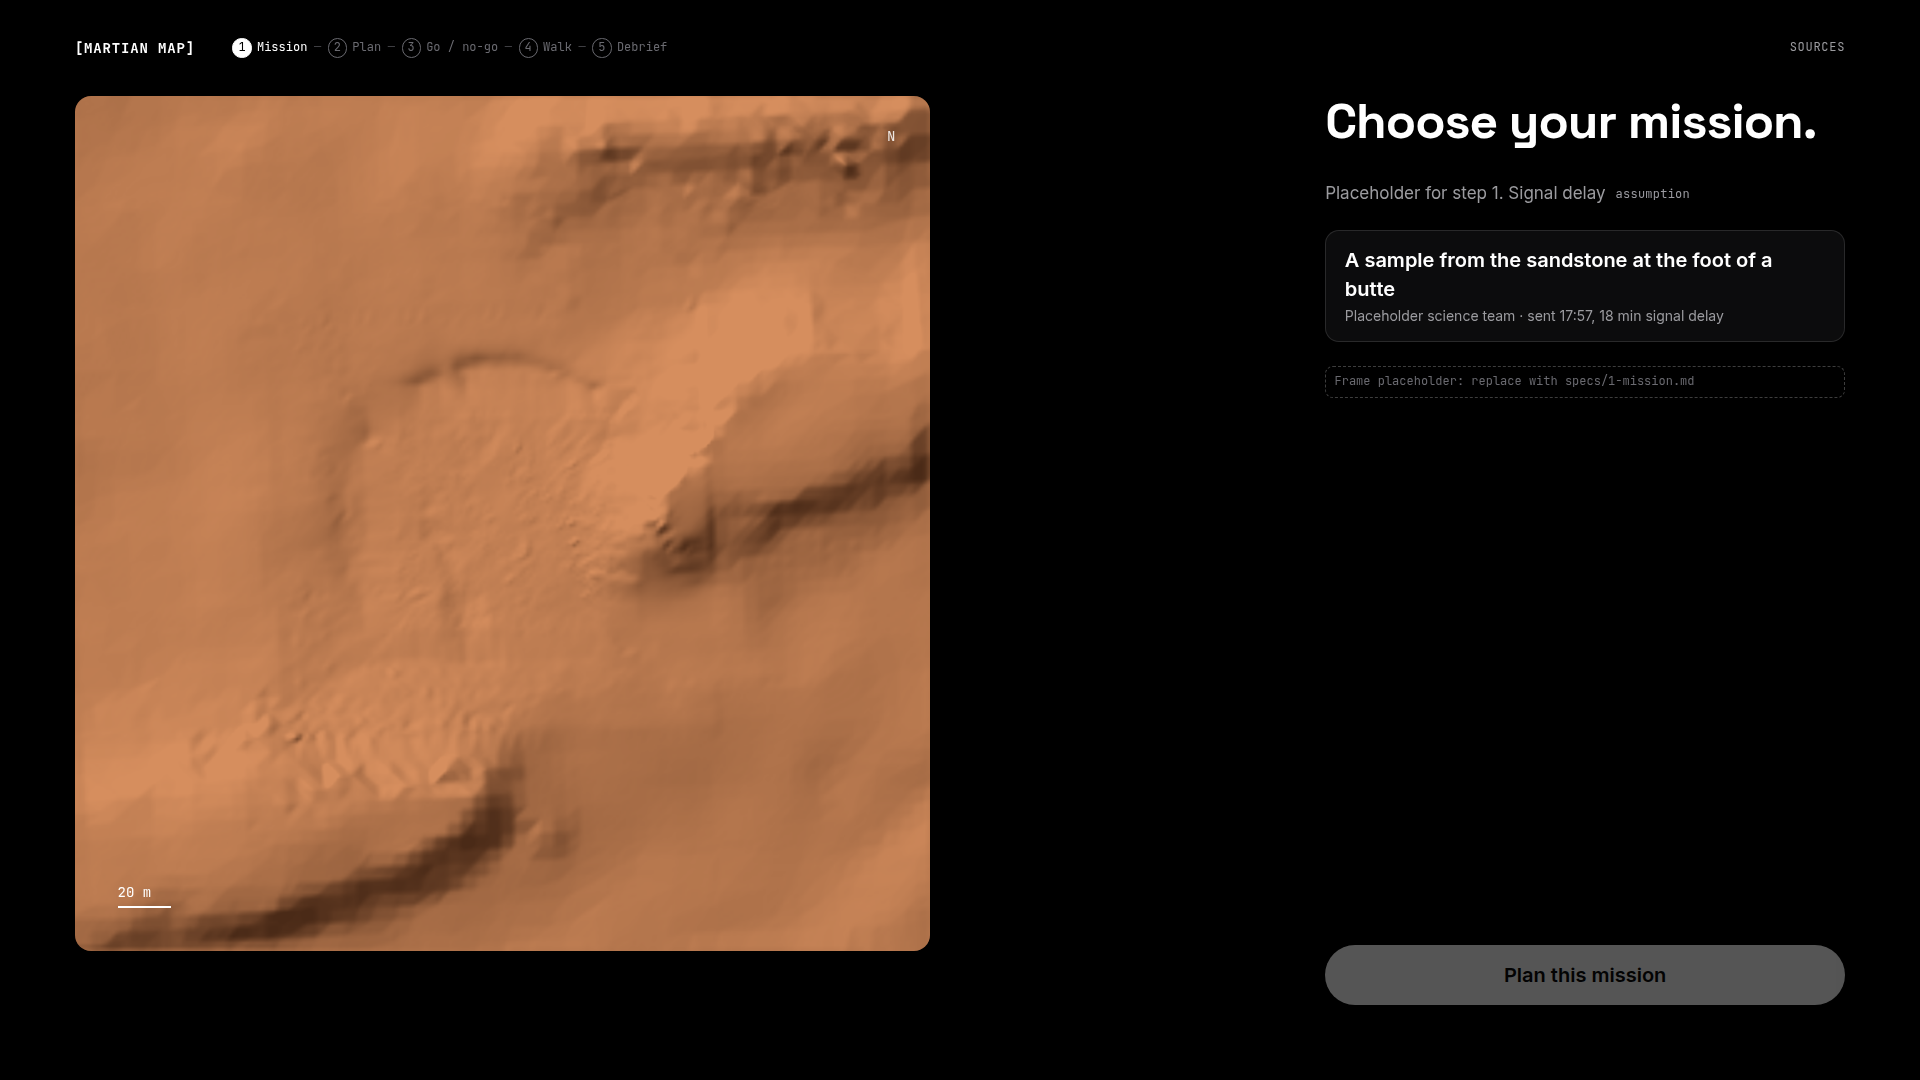 [MARTIAN MAP]
1 Mission — 2 Plan — 3 Go / no-go — 4 Walk — 5 Debrief
SOURCES
N
20 m
Choose your mission.
Placeholder for step 1. Signal delay assumption
A sample from the sandstone at the foot of a
butte
Placeholder science team · sent 17:57, 18 min signal delay
Frame placeholder: replace with specs/1-mission.md
Plan this mission